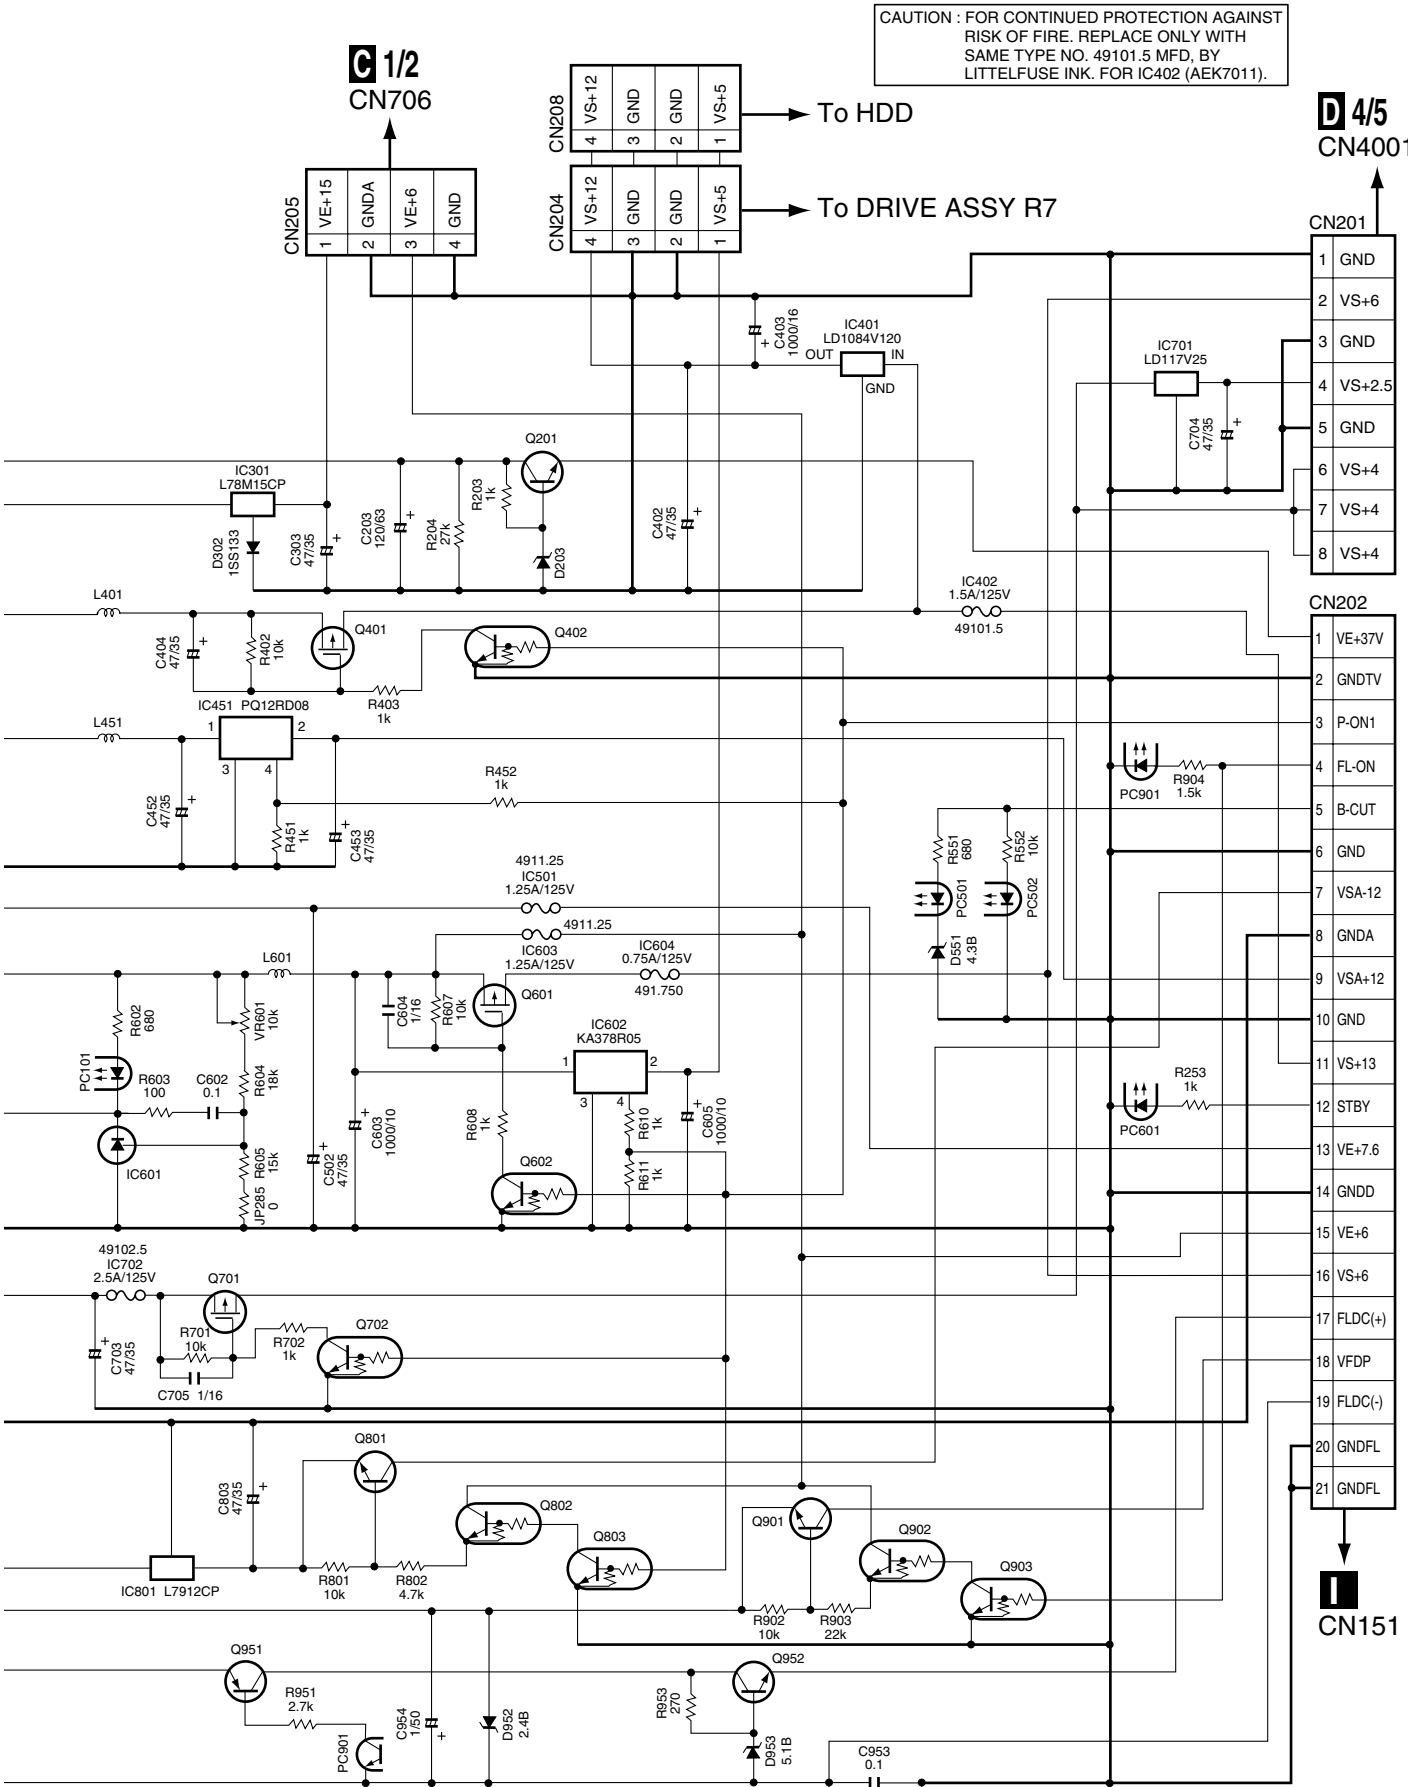 CAUTION : FOR CONTINUED PROTECTION AGAINST
RISK OF FIRE. REPLACE ONLY WITH
SAME TYPE NO. 49101.5 MFD, BY
LITTELFUSE INK. FOR IC402 (AEK7011).
C 1/2
CN706
CN208
4 VS+12
3 GND
2 GND
1 VS+5
To HDD
D 4/5
CN4001
CN205
1 VE+15
2 GNDA
3 VE+6
4 GND
CN204
4 VS+12
3 GND
2 GND
1 VS+5
To DRIVE ASSY R7
CN201
1 GND
2 VS+6
3 GND
4 VS+2.5
5 GND
6 VS+4
7 VS+4
8 VS+4
C403
1000/16
+
IC401
LD1084V120
OUT
IN
GND
IC701
LD117V25
C704
47/35
+
IC301
L78M15CP
D302
1SS133
C303
47/35
+
C203
120/63
+
R204
27k
R203
1k
Q201
D203
C402
47/35
+
IC402
1.5A/125V
49101.5
L401
C404
47/35
+
R402
10k
Q401
R403
1k
Q402
CN202
1 VE+37V
2 GNDTV
3 P-ON1
4 FL-ON
5 B-CUT
6 GND
7 VSA-12
8 GNDA
9 VSA+12
10 GND
11 VS+13
12 STBY
13 VE+7.6
14 GNDD
15 VE+6
16 VS+6
17 FLDC(+)
18 VFDP
19 FLDC(-)
20 GNDFL
21 GNDFL
L451
IC451 PQ12RD08
1
2
3
4
C452
47/35
+
R451
1k
C453
47/35
+
R452
1k
PC901
R904
1.5k
R551
680
R552
10k
PC501
PC502
D551
4.3B
4911.25
IC501
1.25A/125V
4911.25
IC603
1.25A/125V
IC604
0.75A/125V
491.750
L601
R602
680
VR601
10k
C604
1/16
R607
10k
Q601
IC602
KA378R05
1
2
3
4
PC101
R603
100
C602
0.1
R604
18k
IC601
R605
15k
JP285
0
C502
47/35
+
C603
1000/10
+
R608
1k
Q602
R610
1k
R611
1k
C605
1000/10
+
PC601
R253
1k
49102.5
IC702
2.5A/125V
Q701
C703
47/35
+
R701
10k
C705 1/16
R702
1k
Q702
Q801
C803
47/35
+
IC801 L7912CP
R801
10k
R802
4.7k
Q802
Q803
Q901
R902
10k
R903
22k
Q902
Q903
I
CN151
Q951
R951
2.7k
PC901
C954
1/50
+
D952
2.4B
R953
270
Q952
D953
5.1B
C953
0.1